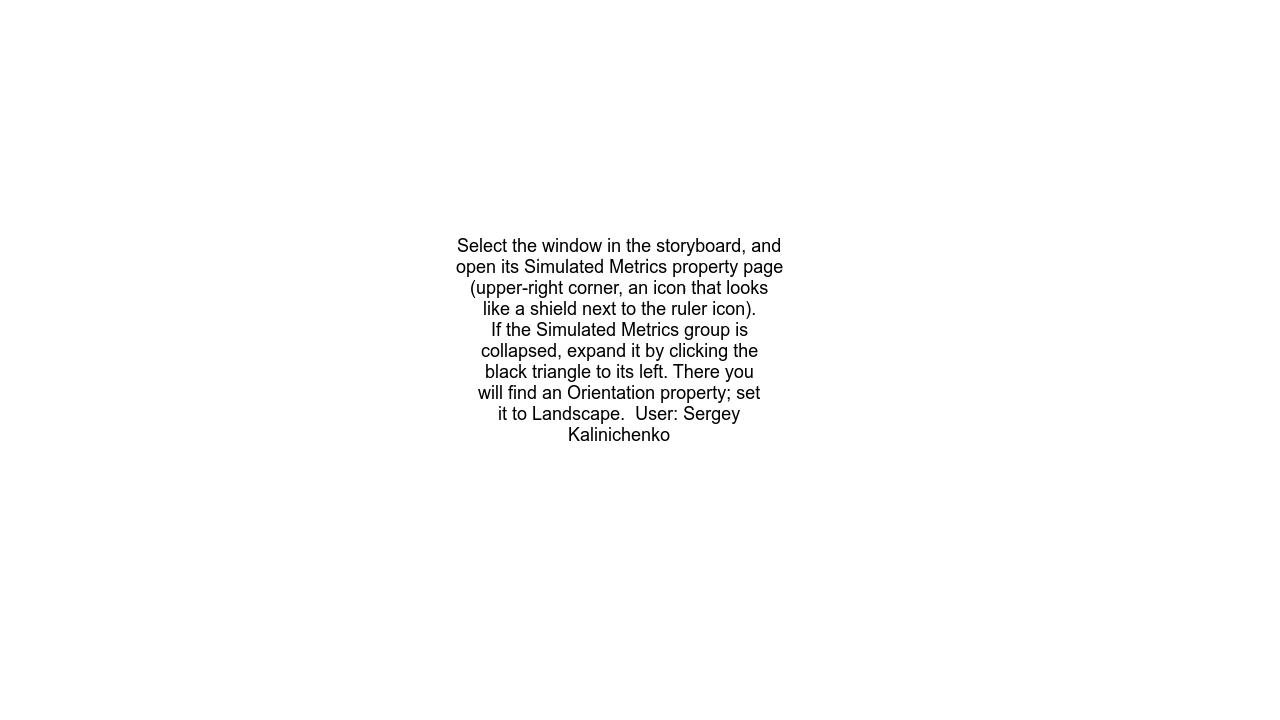 Select the window in the storyboard, and
open its Simulated Metrics property page
(upper-right corner, an icon that looks
like a shield next to the ruler icon).
If the Simulated Metrics group is
collapsed, expand it by clicking the
black triangle to its left. There you
will find an Orientation property; set
it to Landscape.  User: Sergey
Kalinichenko